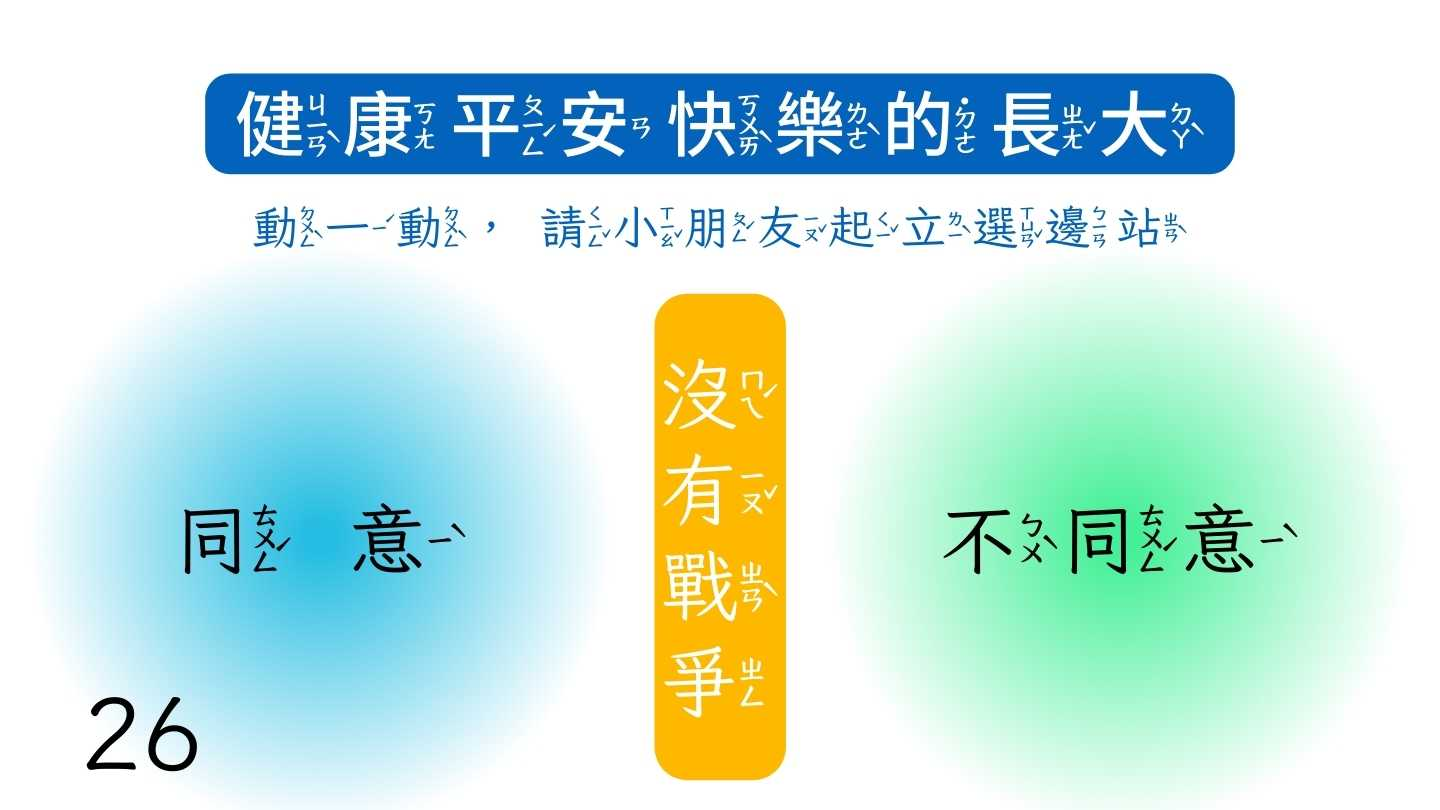 健康平安快樂的長大
動一動，請小朋友起立選邊站
沒有戰爭
同意
不同意
26